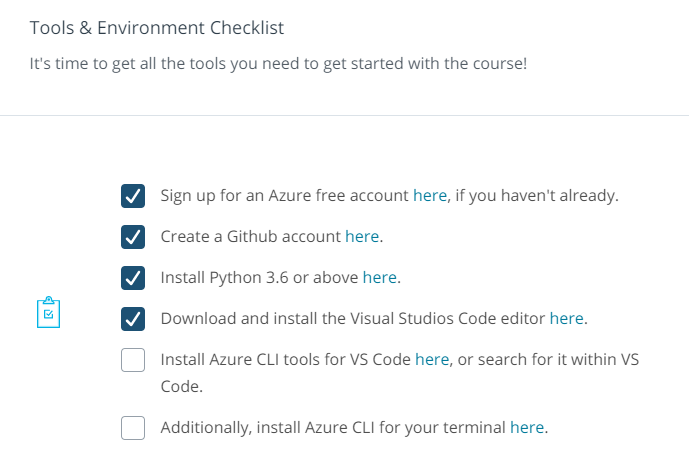 Tools & Environment Checklist
It's time to get all the tools you need to get started with the course!
Sign up for an Azure free account here, if you haven't already.
Create a Github account here.
Install Python 3.6 or above here.
Download and install the Visual Studios Code editor here.
Install Azure CLI tools for VS Code here, or search for it within VS
Code.
Additionally, install Azure CLI for your terminal here.